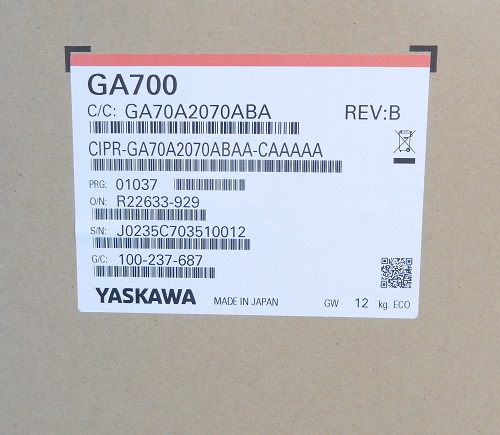 GA700
C/C: GA70A2070ABA REV:B
CIPR-GA70A2070ABAA-CAAAAA
PRG: 01037
O/N: R22633-929
S/N: J0235C703510012
G/C: 100-237-687
YASKAWA MADE IN JAPAN GW 12 kg ECO